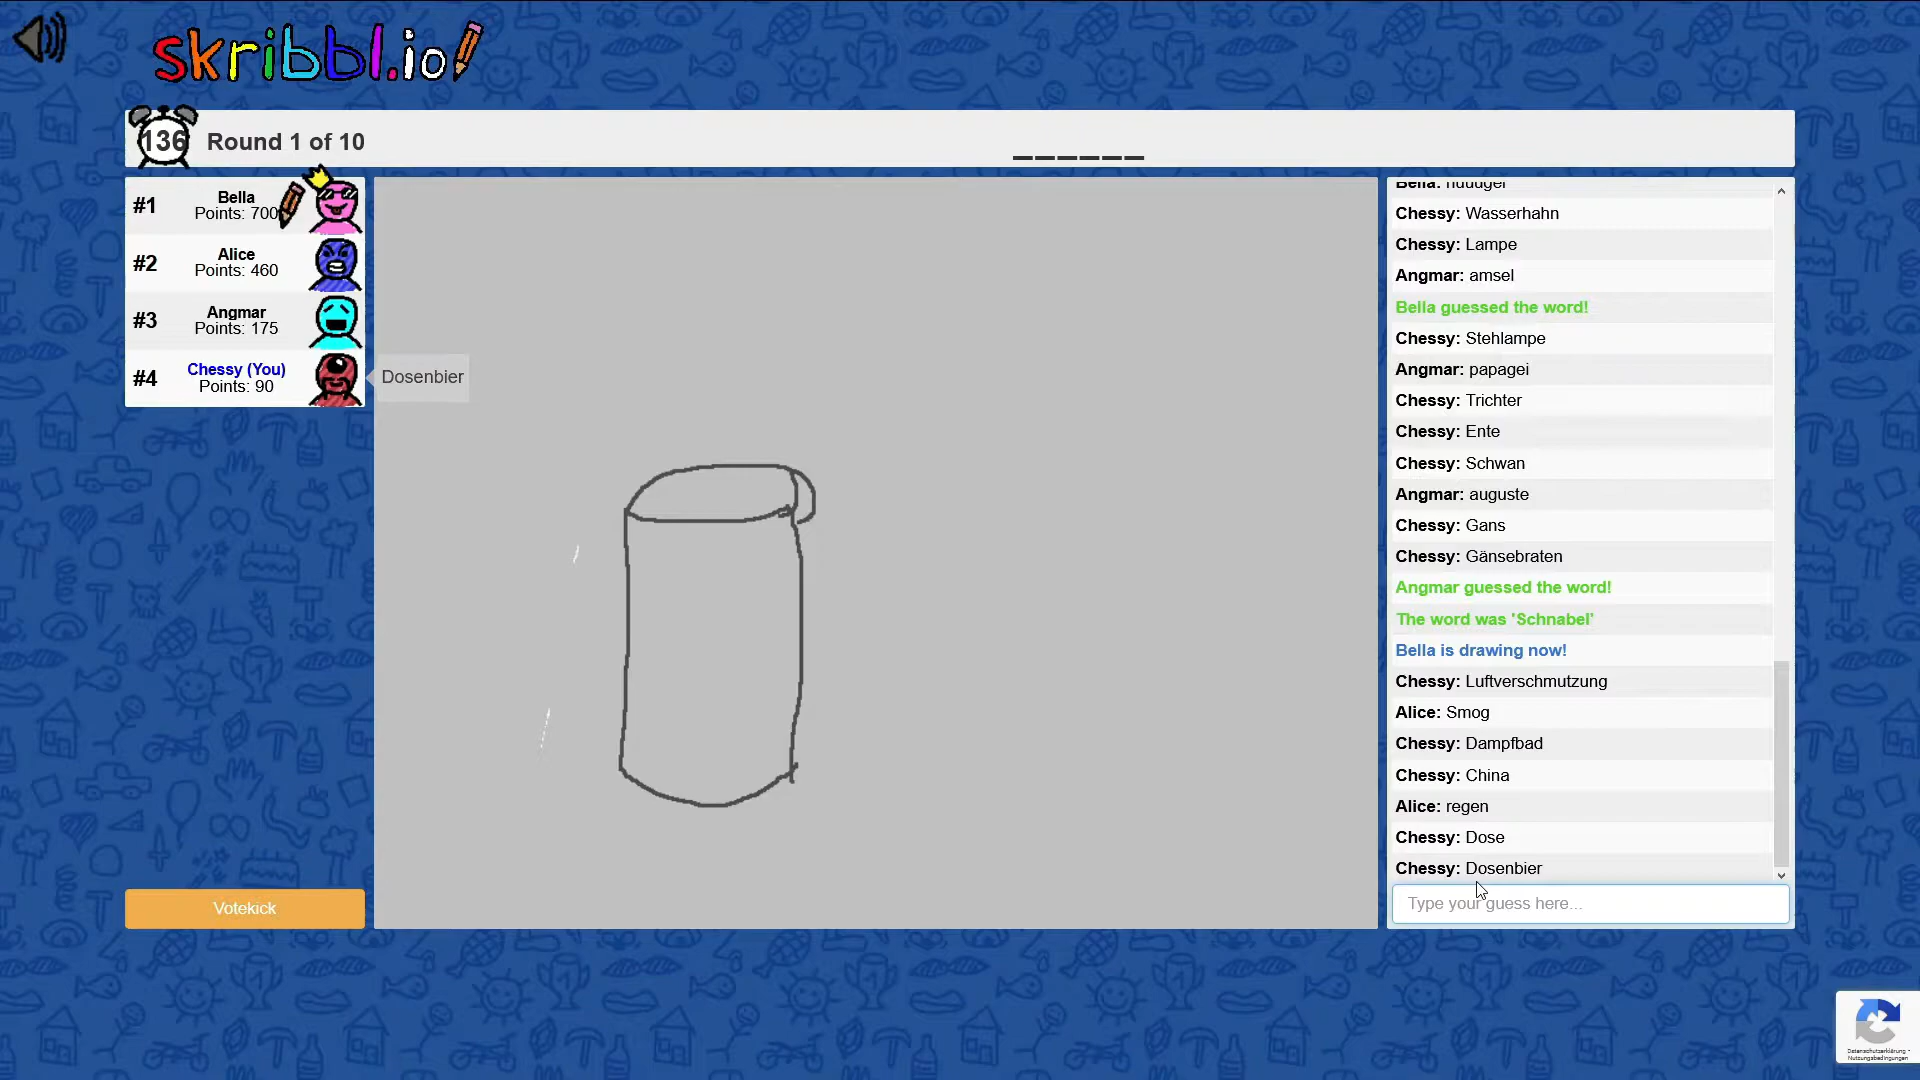 skribbl.io
136
Round 1 of 10
______
#1
Bella
Points: 700
#2
Alice
Points: 460
#3
Angmar
Points: 175
#4
Chessy (You)
Points: 90
Dosenbier
Votekick
Bella:
Chessy: Wasserhahn
Chessy: Lampe
Angmar: amsel
Bella guessed the word!
Chessy: Stehlampe
Angmar: papagei
Chessy: Trichter
Chessy: Ente
Chessy: Schwan
Angmar: auguste
Chessy: Gans
Chessy: Gänsebraten
Angmar guessed the word!
The word was 'Schnabel'
Bella is drawing now!
Chessy: Luftverschmutzung
Alice: Smog
Chessy: Dampfbad
Chessy: China
Alice: regen
Chessy: Dose
Chessy: Dosenbier
Type your guess here...
Datenschutzerklärung •
Nutzungsbedingungen